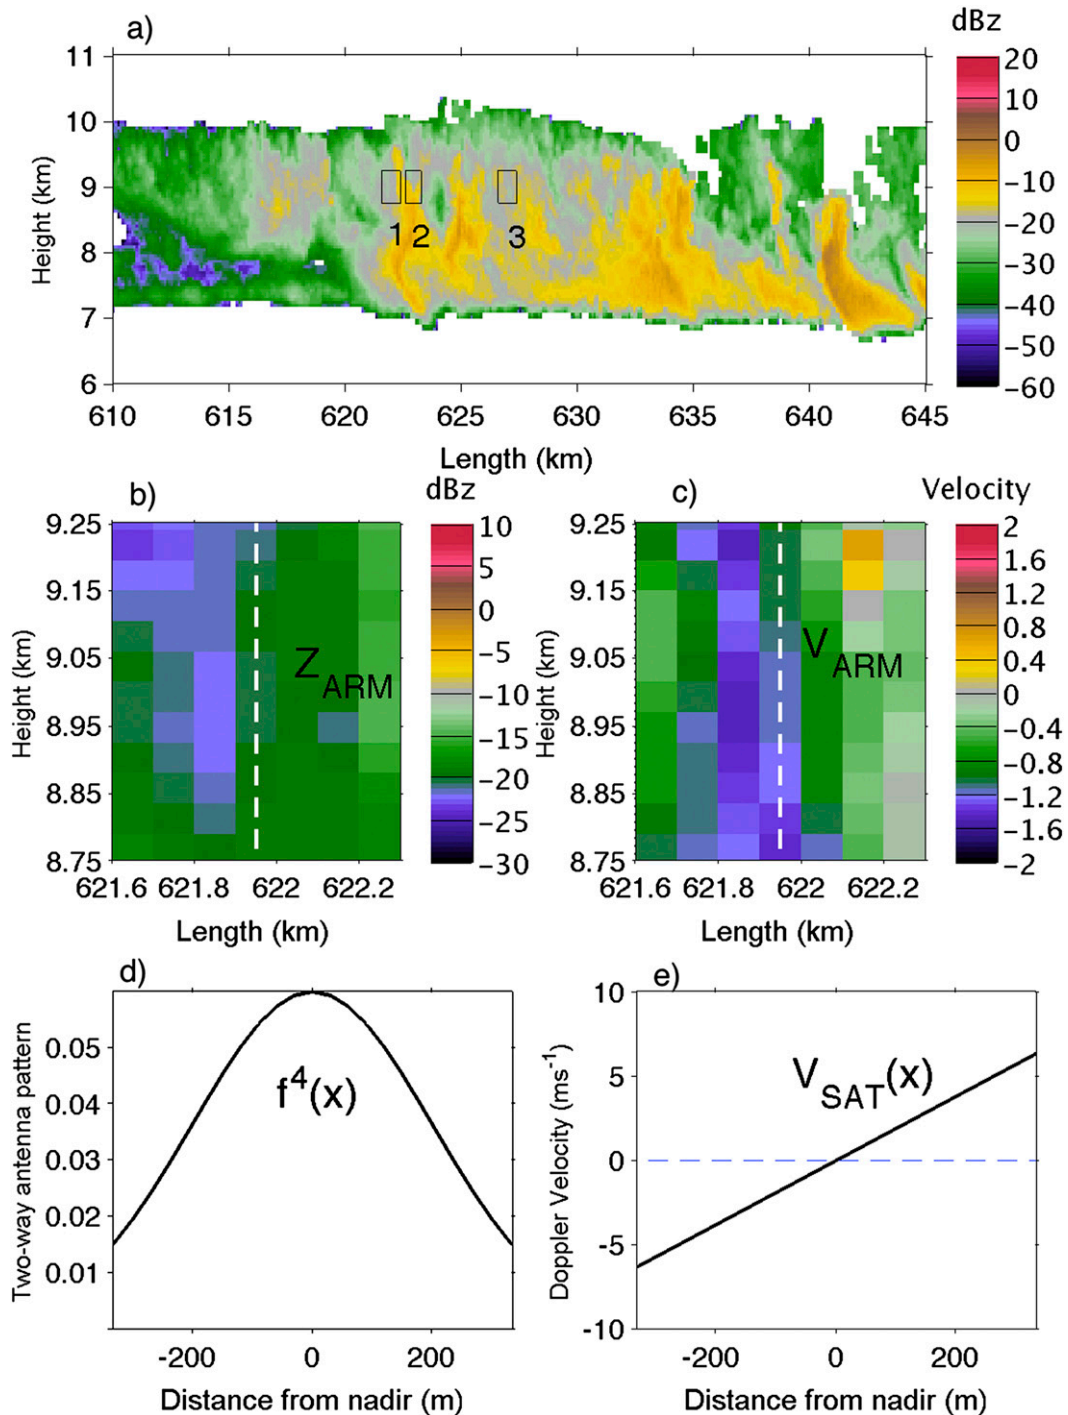 a)
dBz
11
10
9
8
7
6
Height (km)
1 2 3
20
10
0
-10
-20
-30
-40
-50
-60
610 615 620 625 630 635 640 645
Length (km)
b)
dBz
9.25
9.15
9.05
8.95
8.85
8.75
Height (km)
Z ARM
10
5
0
-5
-10
-15
-20
-25
-30
621.6 621.8 622 622.2
Length (km)
c)
Velocity
9.25
9.15
9.05
8.95
8.85
8.75
Height (km)
V ARM
2
1.6
1.2
0.8
0.4
0
-0.4
-0.8
-1.2
-1.6
-2
621.6 621.8 622 622.2
Length (km)
d)
0.05
0.04
0.03
0.02
0.01
Two-way antenna pattern
f⁴(x)
-200 0 200
Distance from nadir (m)
e)
10
5
0
-5
-10
Doppler Velocity (ms⁻¹)
V SAT (x)
-200 0 200
Distance from nadir (m)